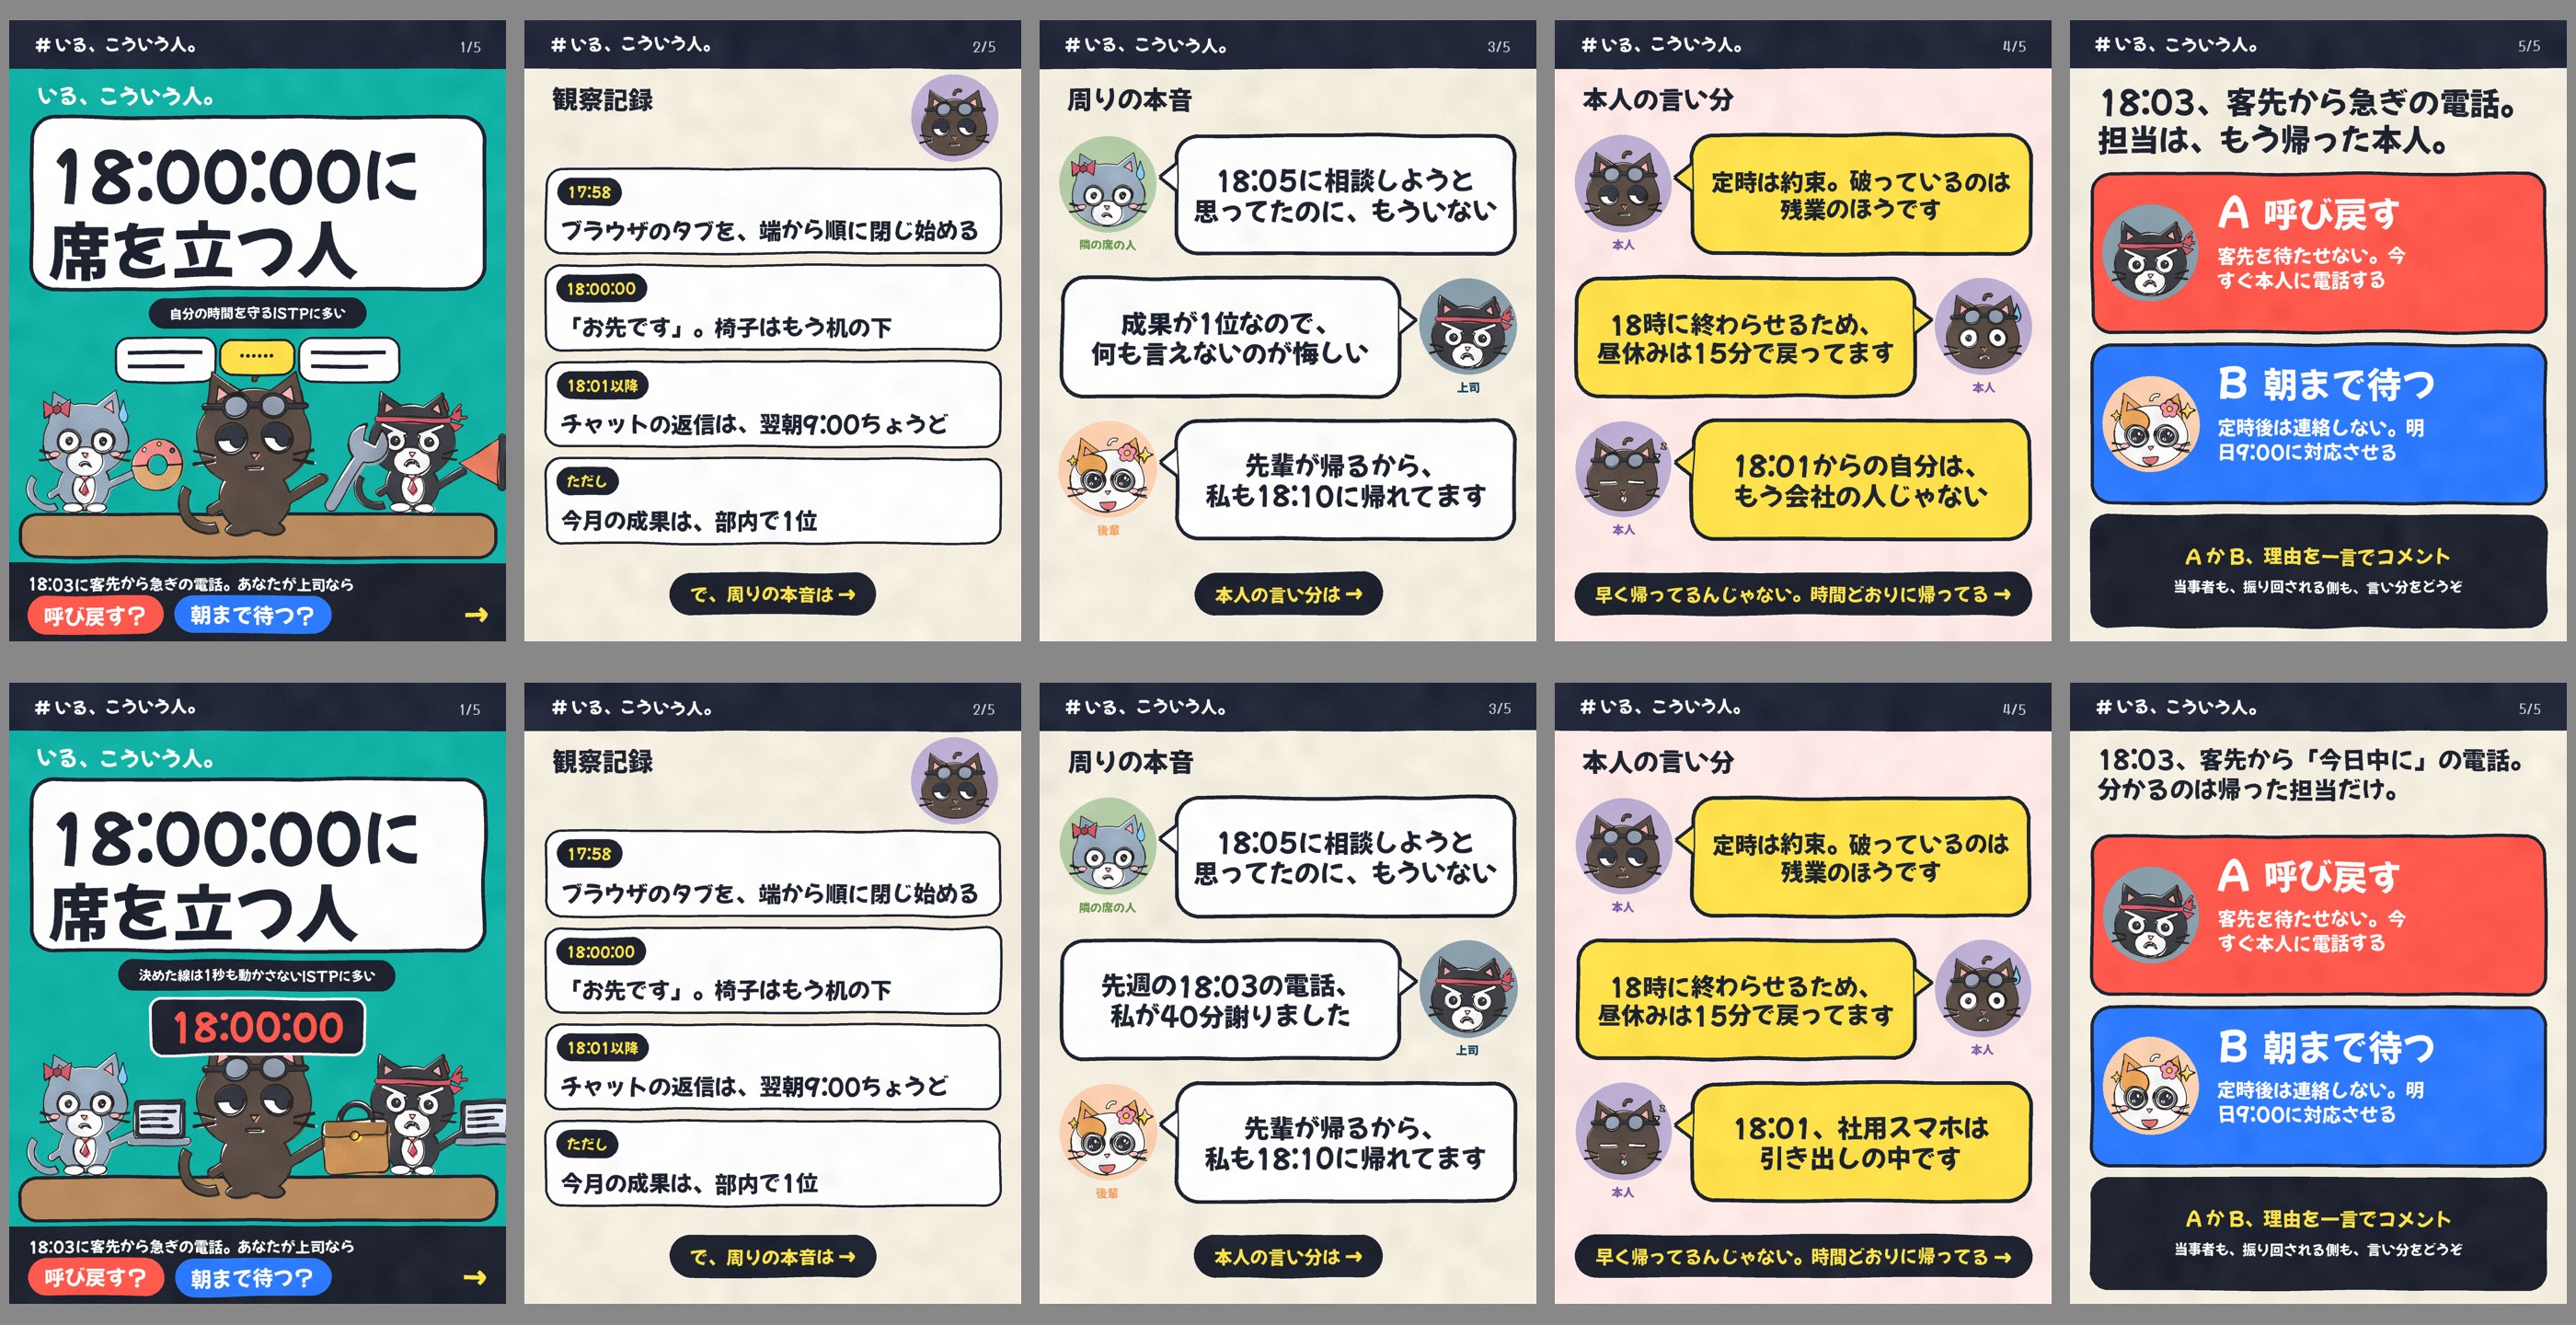 #いる、こういう人。
1/5
いる、こういう人。
18:00:00に
席を立つ人
自分の時間を守るISTPに多い
……
18:03に客先から急ぎの電話。あなたが上司なら
呼び戻す？
朝まで待つ？
→
#いる、こういう人。
2/5
観察記録
17:58
ブラウザのタブを、端から順に閉じ始める
18:00:00
「お先です」。椅子はもう机の下
18:01以降
チャットの返信は、翌朝9:00ちょうど
ただし
今月の成果は、部内で1位
で、周りの本音は→
#いる、こういう人。
3/5
周りの本音
18:05に相談しようと
思ってたのに、もういない
隣の席の人
成果が1位なので、
何も言えないのが悔しい
上司
先輩が帰るから、
私も18:10に帰れてます
後輩
本人の言い分は→
#いる、こういう人。
4/5
本人の言い分
定時は約束。破っているのは
残業のほうです
本人
18時に終わらせるため、
昼休みは15分で戻ってます
本人
18:01からの自分は、
もう会社の人じゃない
本人
早く帰ってるんじゃない。時間どおりに帰ってる→
#いる、こういう人。
5/5
18:03、客先から急ぎの電話。
担当は、もう帰った本人。
A 呼び戻す
客先を待たせない。今
すぐ本人に電話する
B 朝まで待つ
定時後は連絡しない。明
日9:00に対応させる
AかB、理由を一言でコメント
当事者も、振り回される側も、言い分をどうぞ
#いる、こういう人。
1/5
いる、こういう人。
18:00:00に
席を立つ人
決めた線は1秒も動かさないISTPに多い
18:00:00
18:03に客先から急ぎの電話。あなたが上司なら
呼び戻す？
朝まで待つ？
→
#いる、こういう人。
2/5
観察記録
17:58
ブラウザのタブを、端から順に閉じ始める
18:00:00
「お先です」。椅子はもう机の下
18:01以降
チャットの返信は、翌朝9:00ちょうど
ただし
今月の成果は、部内で1位
で、周りの本音は→
#いる、こういう人。
3/5
周りの本音
18:05に相談しようと
思ってたのに、もういない
隣の席の人
先週の18:03の電話、
私が40分謝りました
上司
先輩が帰るから、
私も18:10に帰れてます
後輩
本人の言い分は→
#いる、こういう人。
4/5
本人の言い分
定時は約束。破っているのは
残業のほうです
本人
18時に終わらせるため、
昼休みは15分で戻ってます
本人
18:01、社用スマホは
引き出しの中です
本人
早く帰ってるんじゃない。時間どおりに帰ってる→
#いる、こういう人。
5/5
18:03、客先から「今日中に」の電話。
分かるのは帰った担当だけ。
A 呼び戻す
客先を待たせない。今
すぐ本人に電話する
B 朝まで待つ
定時後は連絡しない。明
日9:00に対応させる
AかB、理由を一言でコメント
当事者も、振り回される側も、言い分をどうぞ